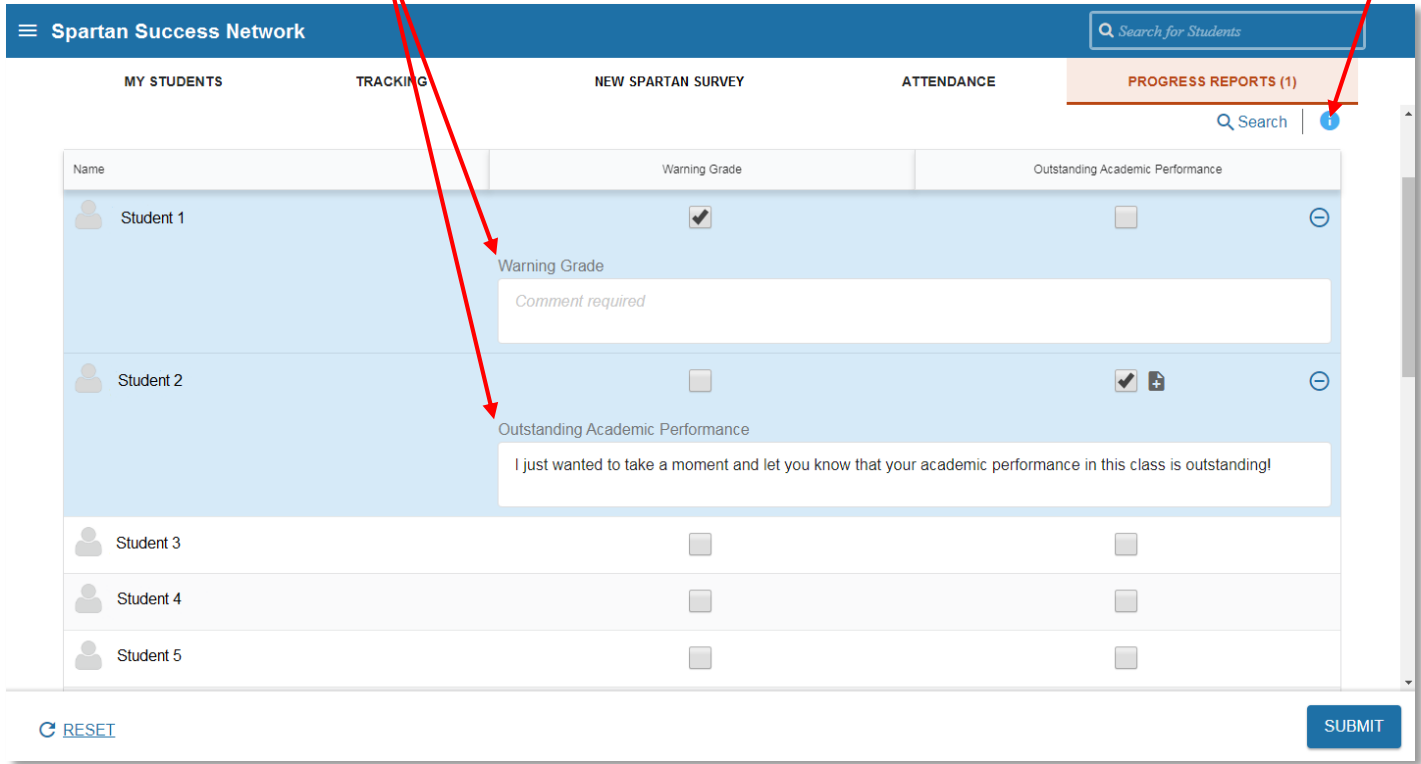 Spartan Success Network
Search for Students
MY STUDENTS TRACKING NEW SPARTAN SURVEY ATTENDANCE PROGRESS REPORTS (1)
Search
Name Warning Grade Outstanding Academic Performance
Student 1
Warning Grade
Comment required
Student 2
Outstanding Academic Performance
I just wanted to take a moment and let you know that your academic performance in this class is outstanding!
Student 3
Student 4
Student 5
RESET
SUBMIT